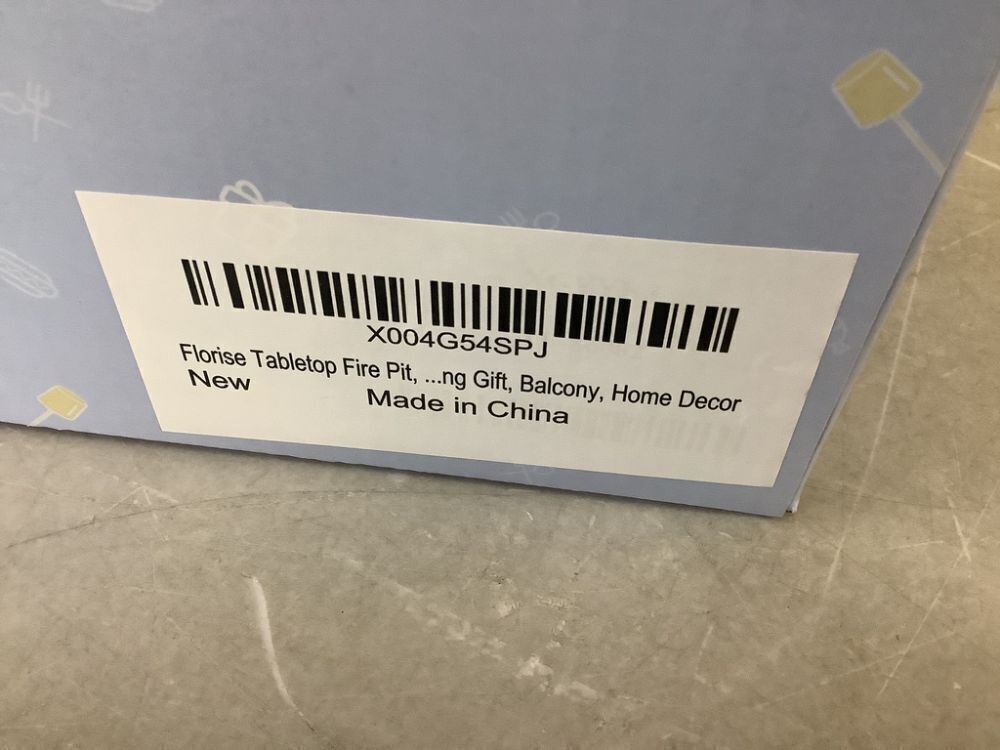 X004G54SPJ
Florise Tabletop Fire Pit, ...ng Gift, Balcony, Home Decor
New
Made in China